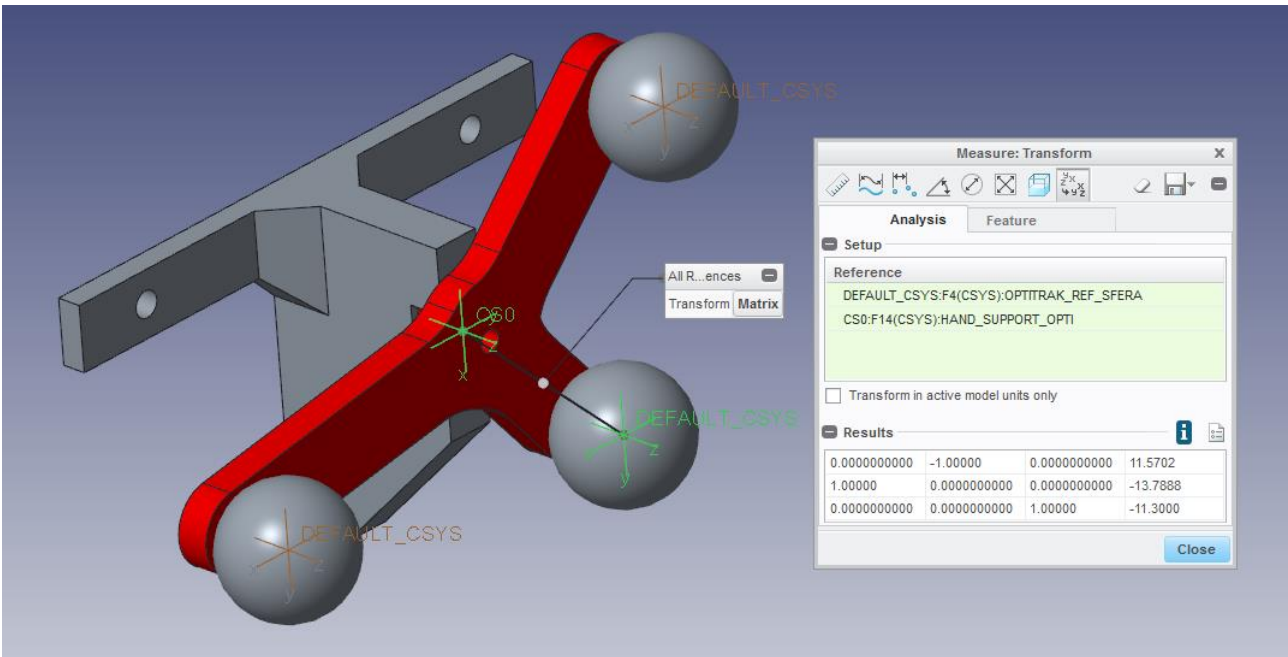 DEFAULT_CSYS
z
y
CS0
y
z
x
DEFAULT_CSYS
z
y
DEFAULT_CSYS
x
z
y
All R...ences
Transform Matrix
Measure: Transform x
Analysis Feature
Setup
Reference
DEFAULT_CSYS:F4(CSYS):OPTITRAK_REF_SFERA
CS0:F14(CSYS):HAND_SUPPORT_OPTI
Transform in active model units only
Results
0.0000000000 -1.00000 0.0000000000 11.5702
1.00000 0.0000000000 0.0000000000 -13.7888
0.0000000000 0.0000000000 1.00000 -11.3000
Close